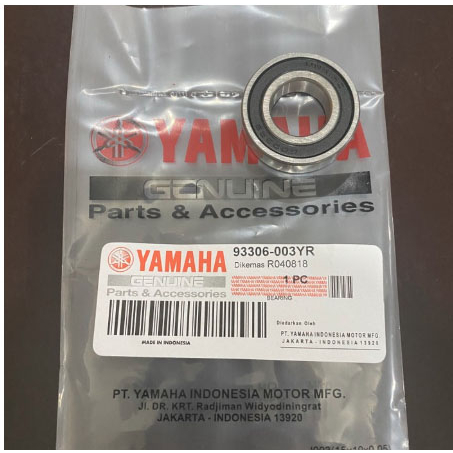 YAMAHA
GENUINE
Parts & Accessories
YAMAHA
GENUINE
Parts & Accessories
MADE IN INDONESIA
93306-003YR
Dikemas R040818
1 PC
BEARING
Diedarkan Oleh
PT. YAMAHA INDONESIA MOTOR MFG.
JAKARTA - INDONESIA 13920
PT. YAMAHA INDONESIA MOTOR MFG.
Jl. DR. KRT. Radjiman Widyodiningrat
JAKARTA - INDONESIA 13920